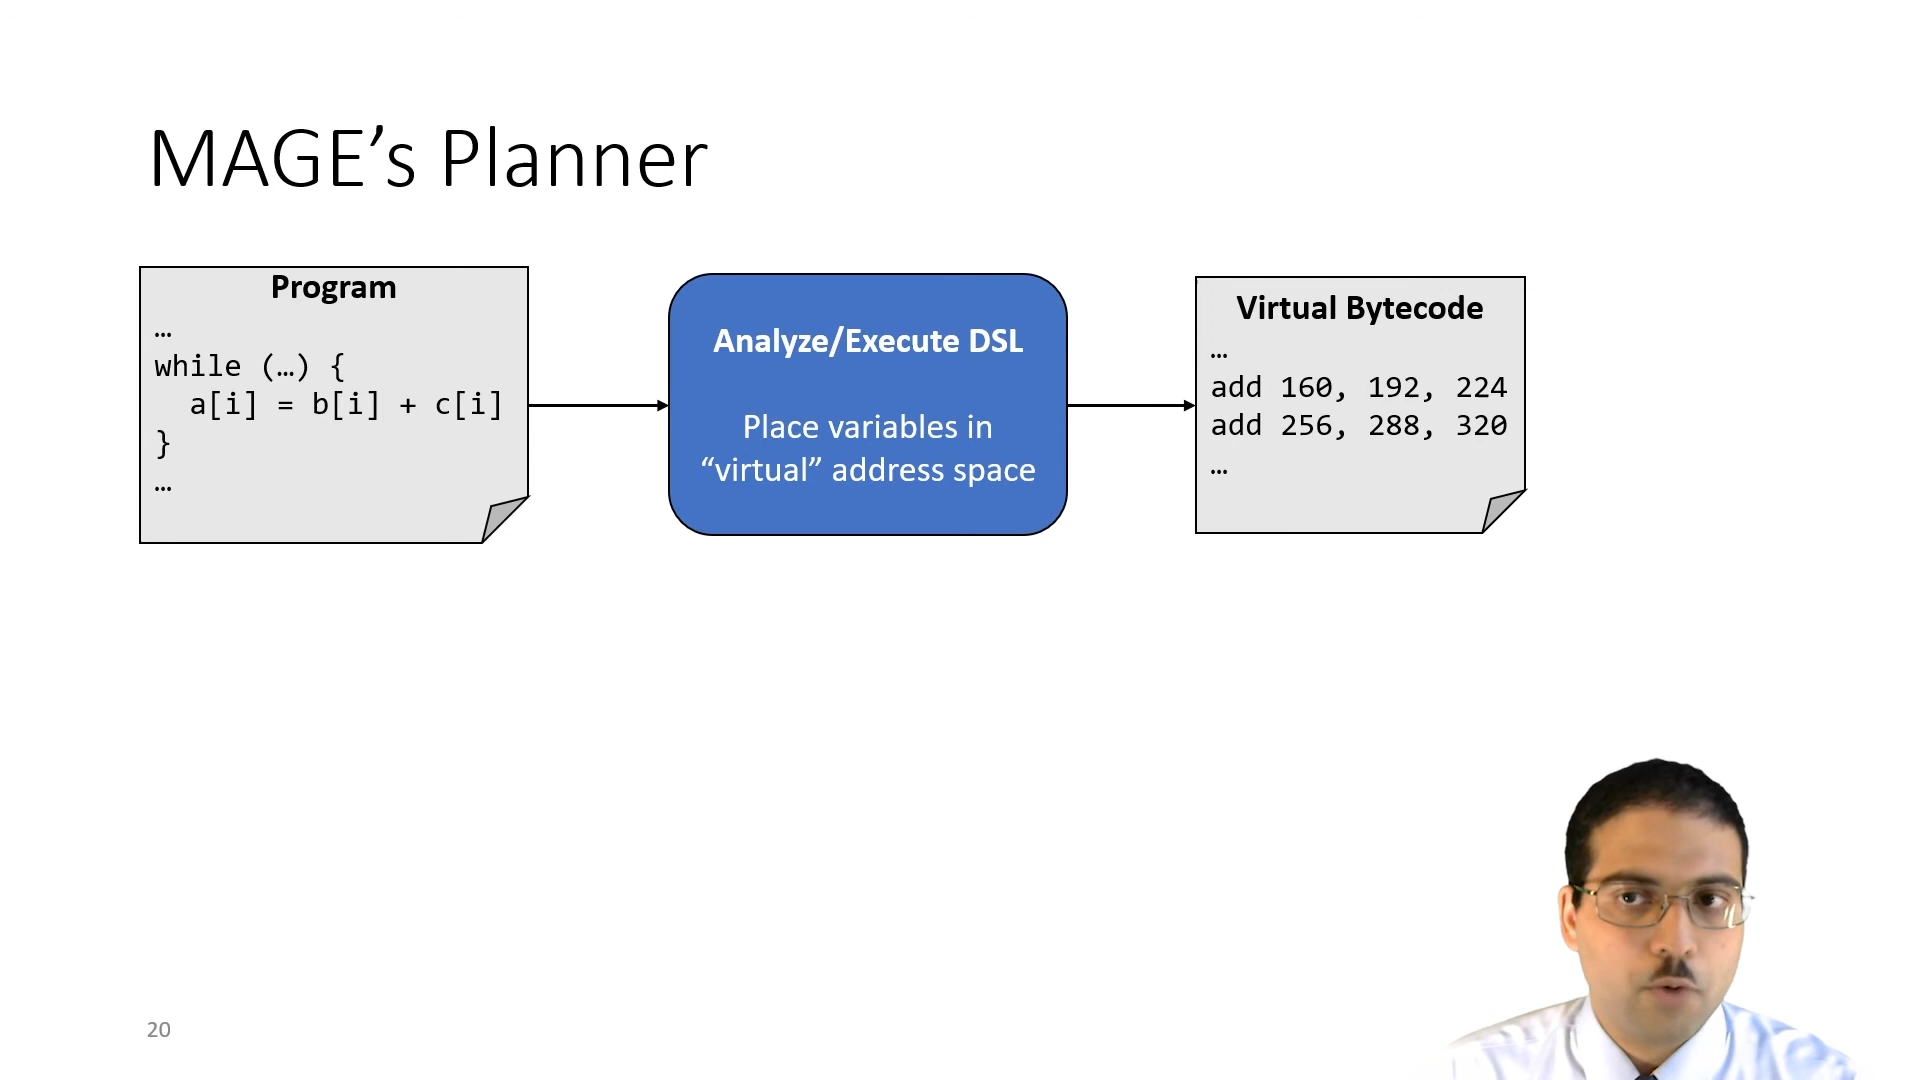 MAGE’s Planner
Program
…
while (…) {
  a[i] = b[i] + c[i]
}
…
Analyze/Execute DSL
Place variables in
“virtual” address space
Virtual Bytecode
…
add 160, 192, 224
add 256, 288, 320
…
20